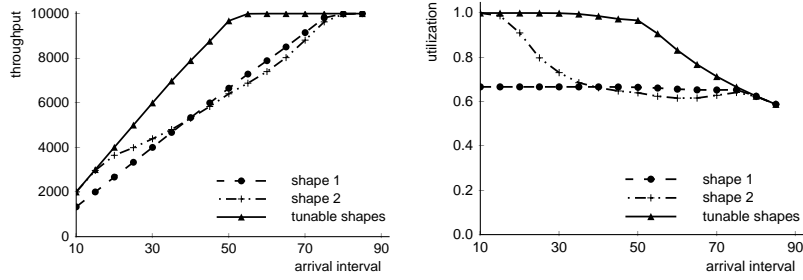 throughput
10000
8000
6000
4000
2000
0
10
30
50
70
90
arrival interval
shape 1
shape 2
tunable shapes
utilization
1.0
0.8
0.6
0.4
0.2
0.0
10
30
50
70
90
arrival interval
shape 1
shape 2
tunable shapes